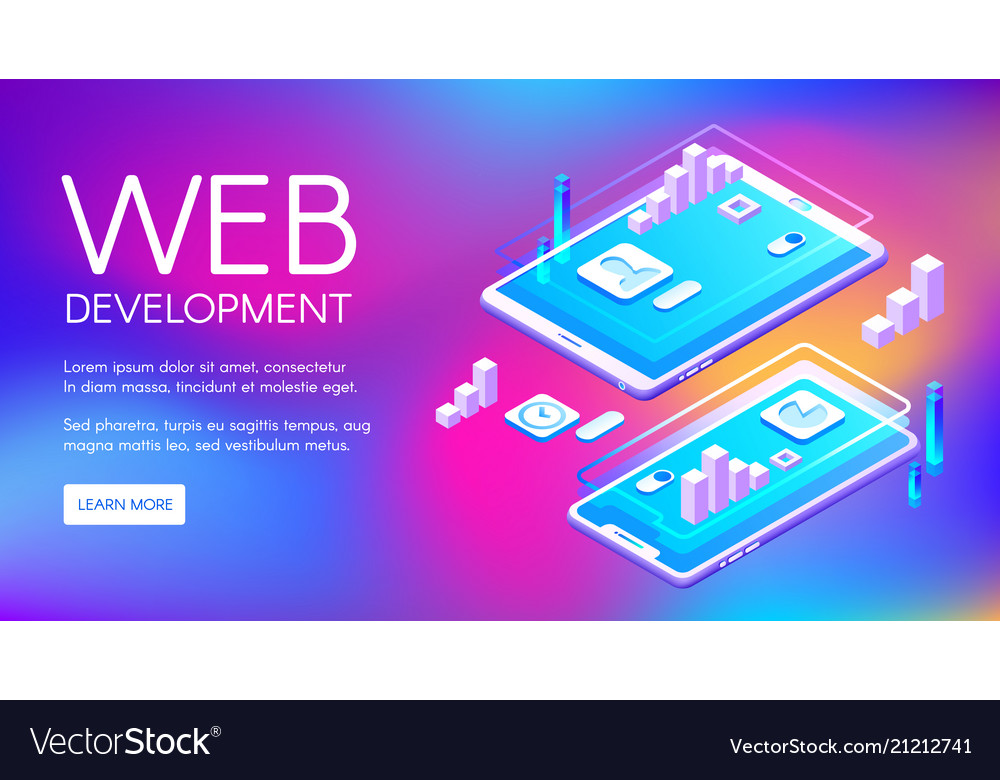 WEB
DEVELOPMENT
Lorem ipsum dolor sit amet, consectetur
In diam massa, tincidunt et molestie eget.
Sed pharetra, turpis eu sagittis tempus, aug
magna mattis leo, sed vestibulum metus.
LEARN MORE
VectorStock®
VectorStock.com/21212741